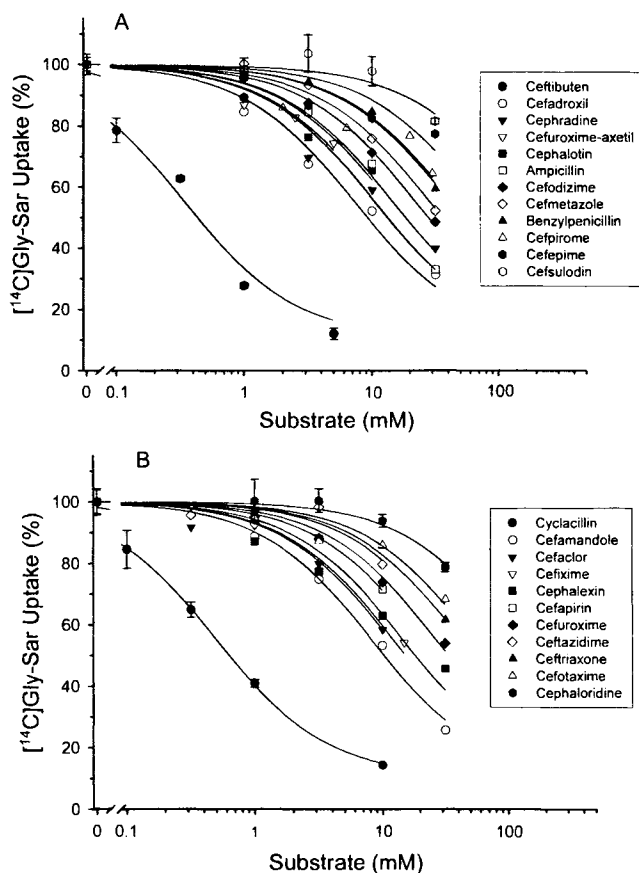 A
[¹⁴C]Gly-Sar Uptake (%)
120
100
80
60
40
20
0
0
0.1
1
10
100
Substrate (mM)
Ceftibuten
Cefadroxil
Cephradine
Cefuroxime-axetil
Cephalotin
Ampicillin
Cefodizime
Cefmetazole
Benzylpenicillin
Cefpirome
Cefepime
Cefsulodin
B
[¹⁴C]Gly-Sar Uptake (%)
120
100
80
60
40
20
0
0
0.1
1
10
100
Substrate (mM)
Cyclacillin
Cefamandole
Cefaclor
Cefixime
Cephalexin
Cefapirin
Cefuroxime
Ceftazidime
Ceftriaxone
Cefotaxime
Cephaloridine